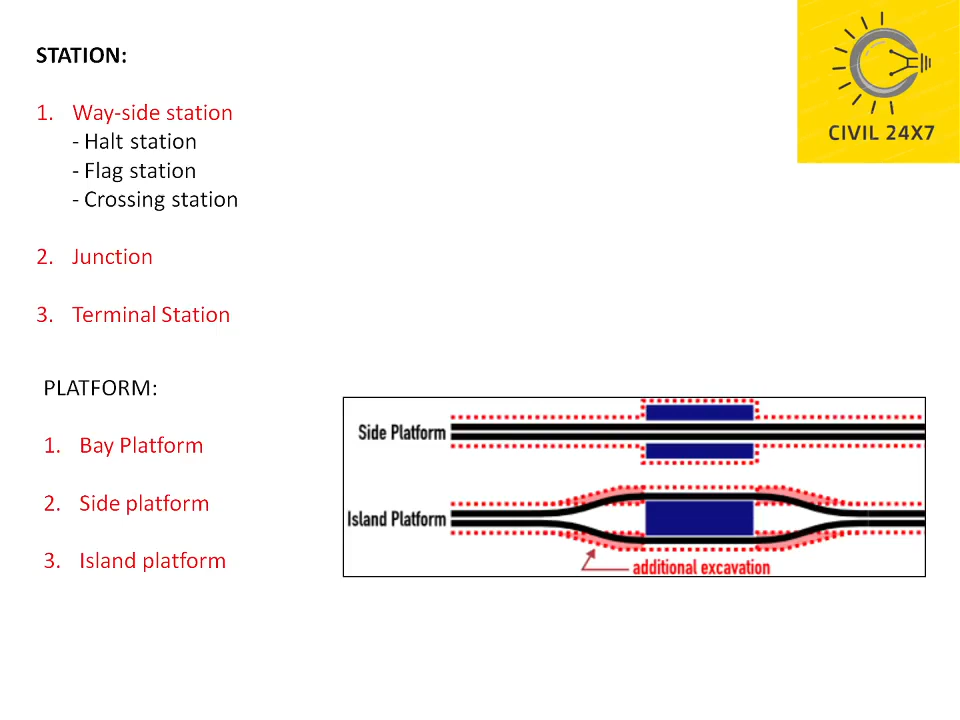 STATION:
1. Way-side station
- Halt station
- Flag station
- Crossing station
2. Junction
3. Terminal Station
CIVIL 24X7
PLATFORM:
1. Bay Platform
2. Side platform
3. Island platform
Side Platform
Island Platform
additional excavation